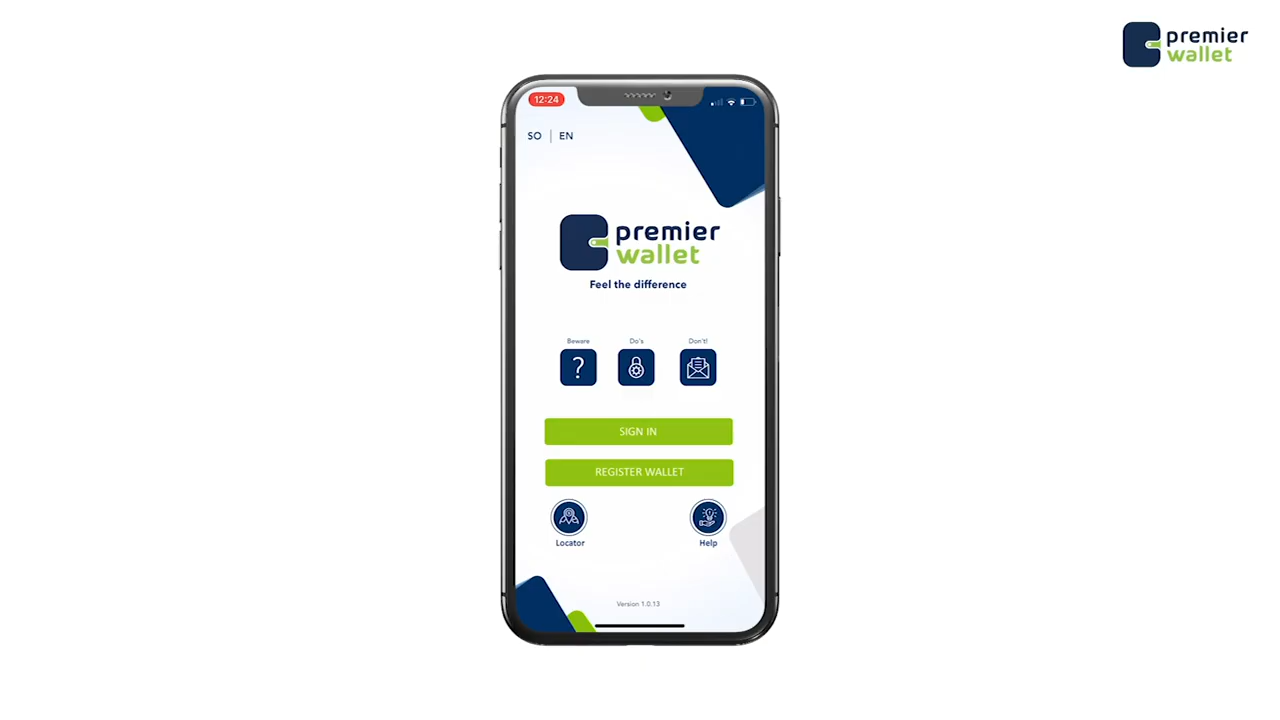 premier
wallet
12:24
SO | EN
premier
wallet
Feel the difference
Beware Do's Don't!
?
SIGN IN
REGISTER WALLET
Locator Help
Version 1.0.13